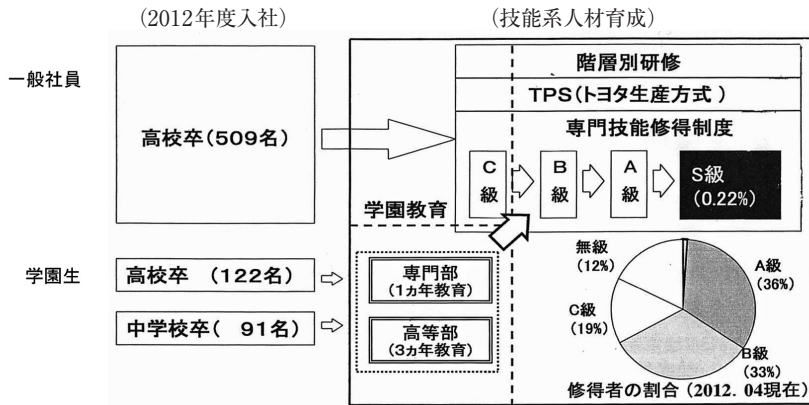 (2012年度入社)
(技能系人材育成)
一般社員
高校卒(509名)
階層別研修
TPS(トヨタ生産方式)
専門技能修得制度
C級
B級
A級
S級
(0.22%)
学園教育
学園生
高校卒 (122名)
中学校卒( 91名)
専門部
(1ヵ年教育)
高等部
(3ヵ年教育)
無級
(12%)
A級
(36%)
C級
(19%)
B級
(33%)
修得者の割合(2012. 04現在)